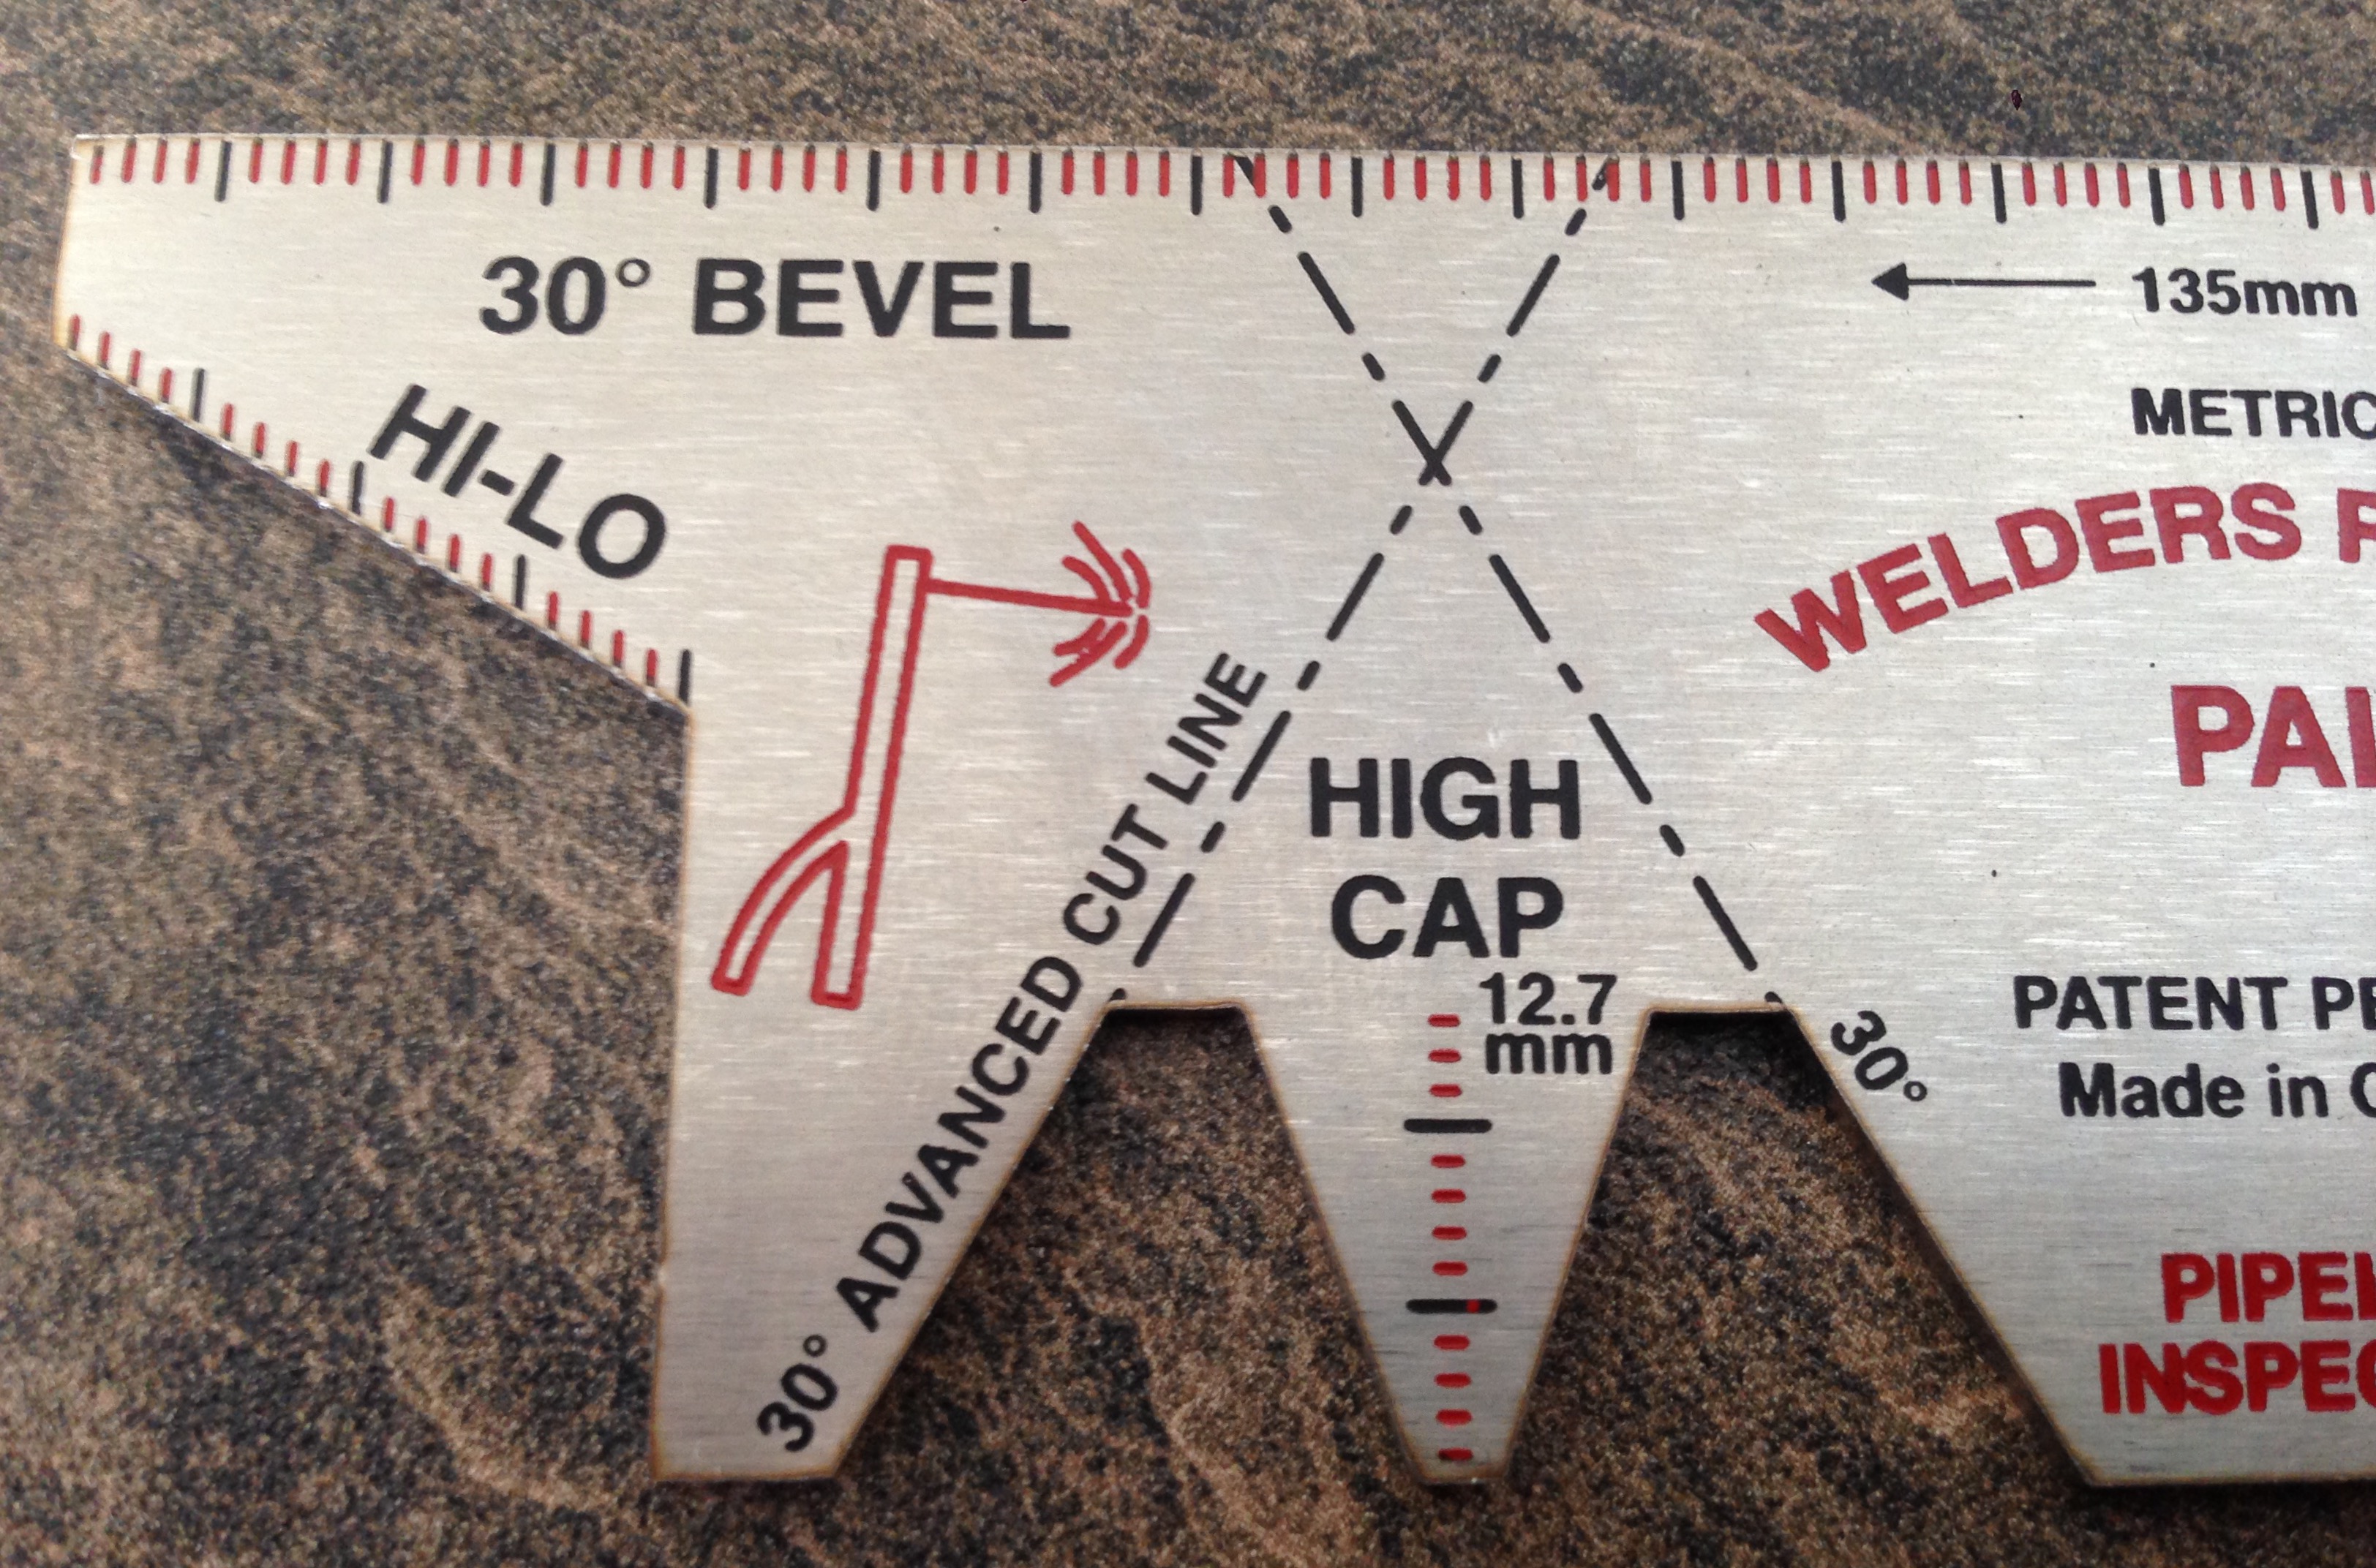 30° BEVEL
135mm
HI-LO
METRIC
WELDERS
30° ADVANCED CUT LINE
HIGH
CAP
12.7
mm
30°
PATENT
Made in